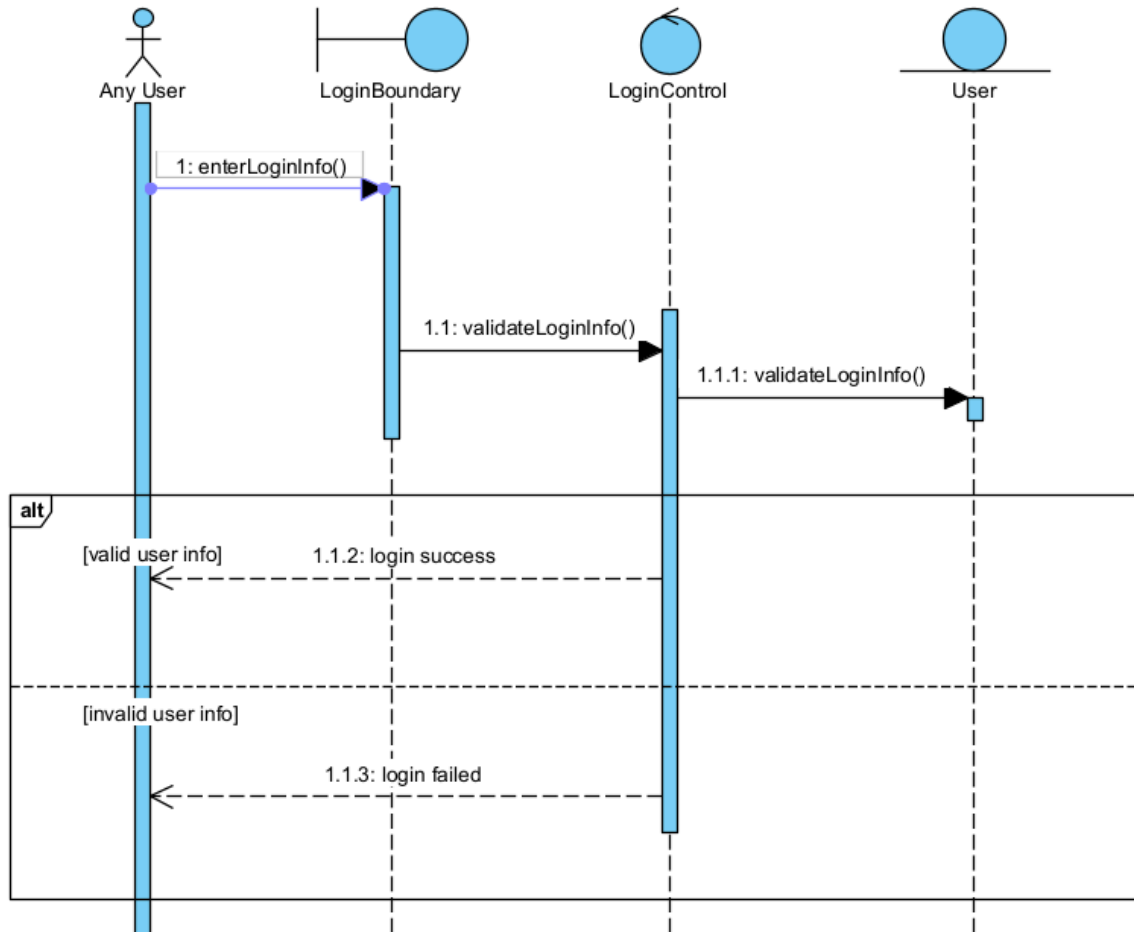 Any User
LoginBoundary
LoginControl
User
1: enterLoginInfo()
1.1: validateLoginInfo()
1.1.1: validateLoginInfo()
alt
[valid user info]
1.1.2: login success
[invalid user info]
1.1.3: login failed